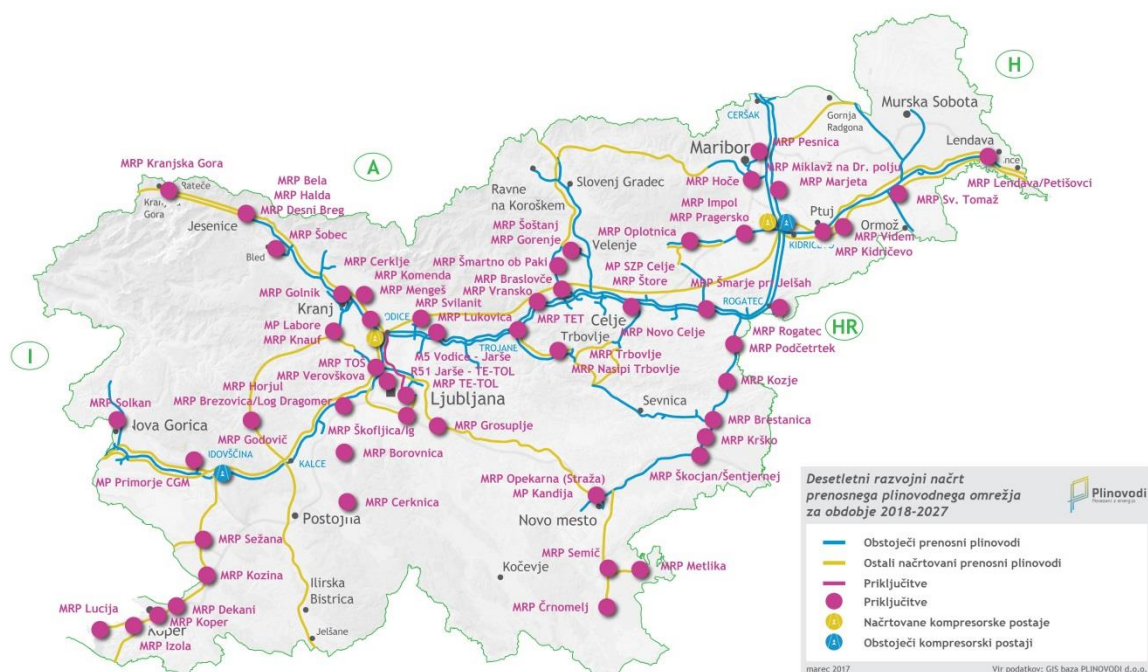 H
Murska Sobota
CERŠAK
Gornja
Radgona
MRP Pesnica
Lendava
Maribor
MRP Miklavž na Dr. polju
MRP Kranjska Gora
Rateče
A
MRP Bela
MRP Halda
MRP Desni Breg
Gora
Jesenice
Ravne
na Koroškem
Slovenj Gradec
MRP Hoče
MRP Marjeta
MRP Lendava/Petišovci
MRP Sv. Tomaž
MRP Impol
MRP Pragersko
Ptuj
Ormož
MRP Šoštanj
MRP Gorenje
Velenje
MRP Oplotnica
MRP Videm
MRP Kidričevo
MRP Šobec
Bled
MRP Cerklje
MRP Komenda
MRP Mengeš
MRP Šmartno ob Paki
MRP Braslovče
MRP Vransko
MP SZP Celje
MRP Štore
MRP Šmarje pri Jelšah
ROGATEC
MRP Golnik
Kranj
MRP Svilanit
MRP Lukovica
MRP TET
Celje
MRP Novo Celje
MRP Rogatec
HR
MP Labore
MRP Knauf
TROJANE
Trbovlje
MRP Trbovlje
MRP Nasipi Trbovlje
MRP Podčetrtek
I
MRP TOS
MRP Verovškova
M5 Vodice - Jarše
R51 Jarše - TE-TOL
MRP TE-TOL
Ljubljana
MRP Kozje
MRP Horjul
MRP Brezovica/Log Dragomer
MRP Solkan
Nova Gorica
MRP Godovič
MRP Škofljica/Ig
MRP Grosuplje
Sevnica
MRP Brestanica
MRP Krško
MRP Borovnica
KALCE
MP Primorje CGM
MRP Škocjan/Šentjernej
MRP Opekarna (Straža)
MP Kandija
MRP Cerknica
Postojna
Novo mesto
MRP Sežana
MRP Semič
MRP Metlika
Kočevje
MRP Kozina
Ilirska
Bistrica
MRP Črnomelj
MRP Lucija
MRP Dekani
MRP Koper
Koper
MRP Izola
Jelšane
Desetletni razvojni načrt
prenosnega plinovodnega omrežja
za obdobje 2018-2027
Plinovodi
Povezani z energijo
Obstoječi prenosni plinovodi
Ostali načrtovani prenosni plinovodi
Priključitve
Priključitve
Načrtovane kompresorske postaje
Obstoječi kompresorski postaji
marec 2017
Vir podatkov: GIS baza PLINOVODI d.o.o.